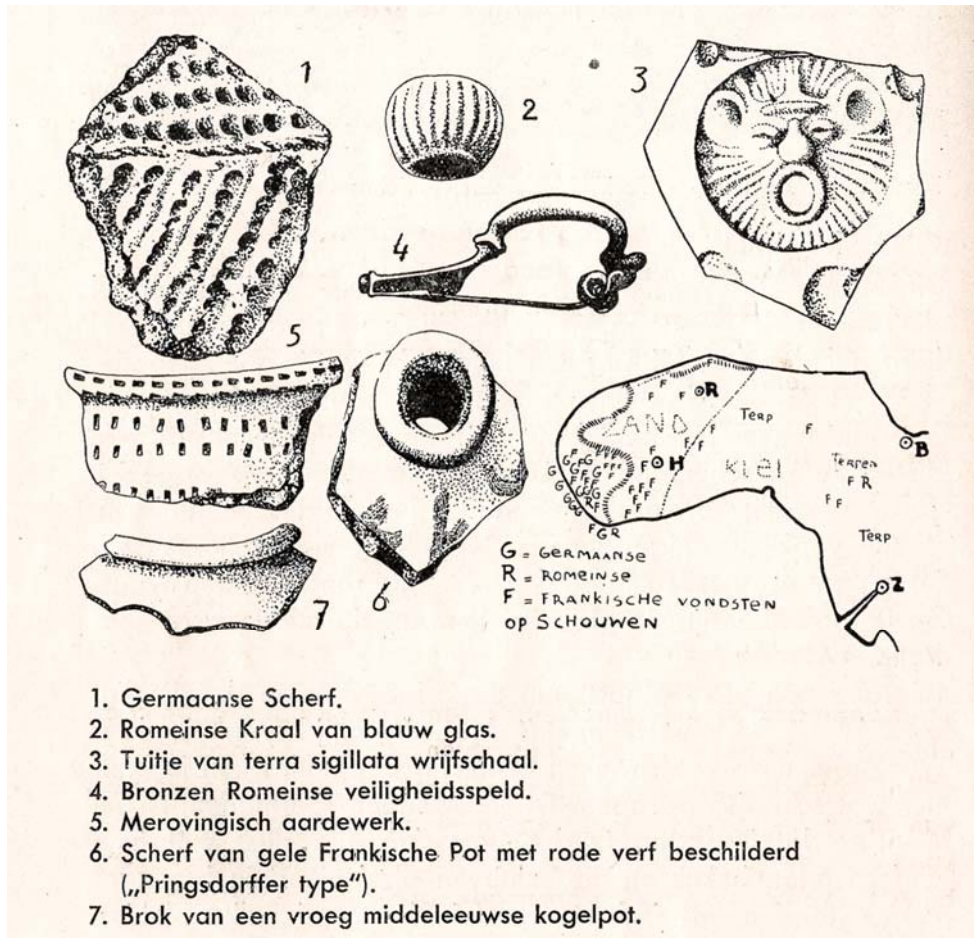 1
2
3
4
5
6
7
R
ZAND
TERP
KLEI
H
B
TERPEN
TERP
Z
F
F
F
F
F
F
F
F R
F F
F G R
G = GERMAANSE
R = ROMEINSE
F = FRANKISCHE VONDSTEN
OP SCHOUWEN
1. Germaanse Scherf.
2. Romeinse Kraal van blauw glas.
3. Tuitje van terra sigillata wrijfschaal.
4. Bronzen Romeinse veiligheidsspeld.
5. Merovingisch aardewerk.
6. Scherf van gele Frankische Pot met rode verf beschilderd
(„Pringsdorffer type").
7. Brok van een vroeg middeleeuwse kogelpot.